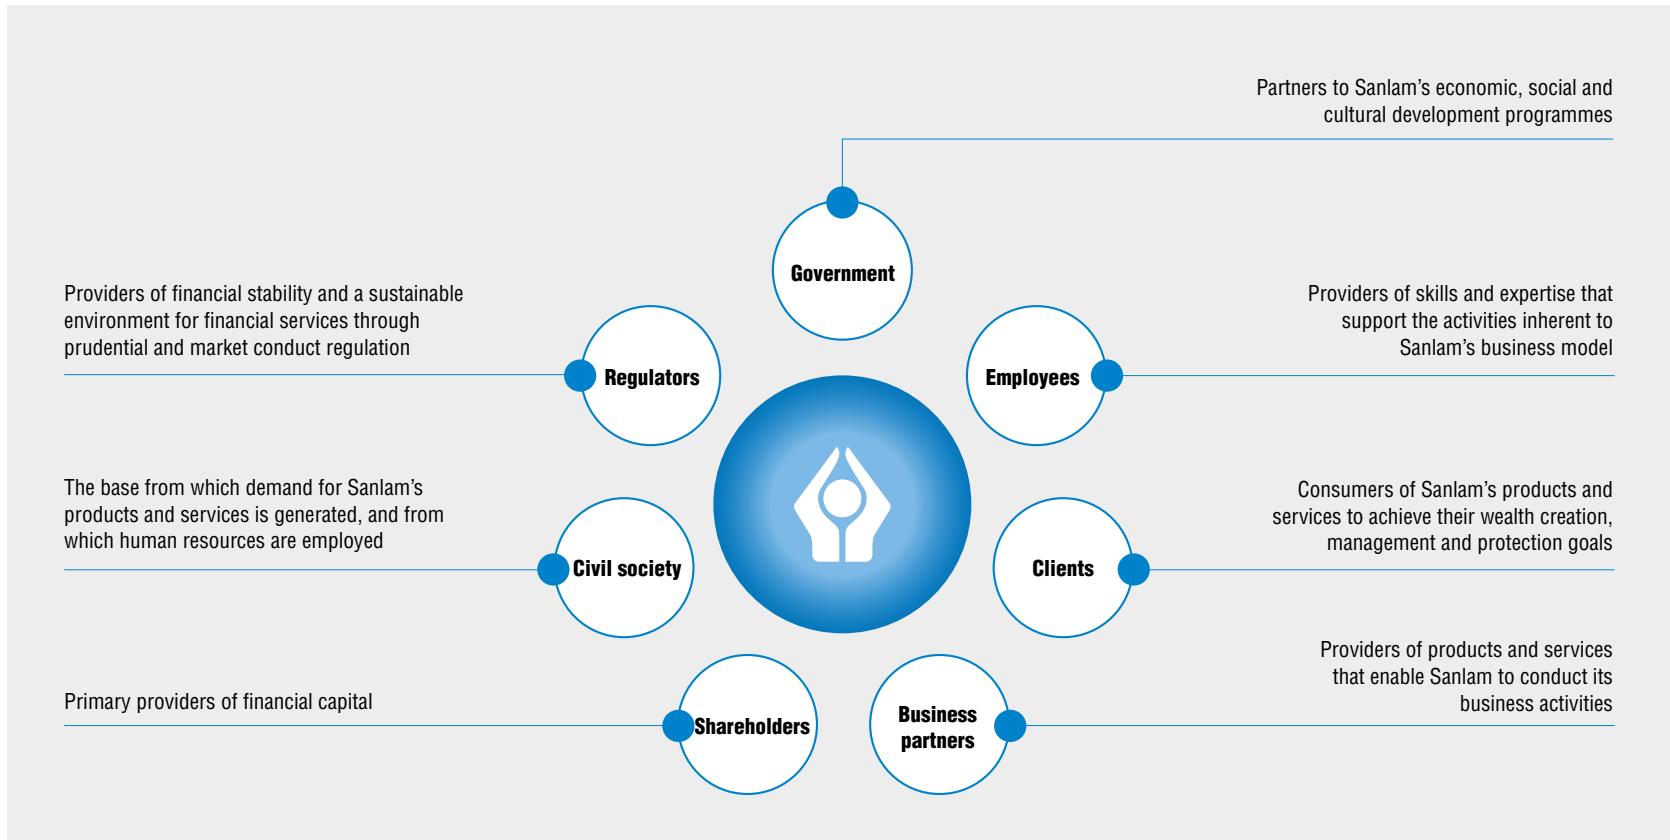 Partners to Sanlam’s economic, social and
cultural development programmes
Government
Providers of financial stability and a sustainable
environment for financial services through
prudential and market conduct regulation
Regulators
Providers of skills and expertise that
support the activities inherent to
Sanlam’s business model
Employees
The base from which demand for Sanlam’s
products and services is generated, and from
which human resources are employed
Civil society
Consumers of Sanlam’s products and
services to achieve their wealth creation,
management and protection goals
Clients
Primary providers of financial capital
Shareholders
Providers of products and services
that enable Sanlam to conduct its
business activities
Business
partners